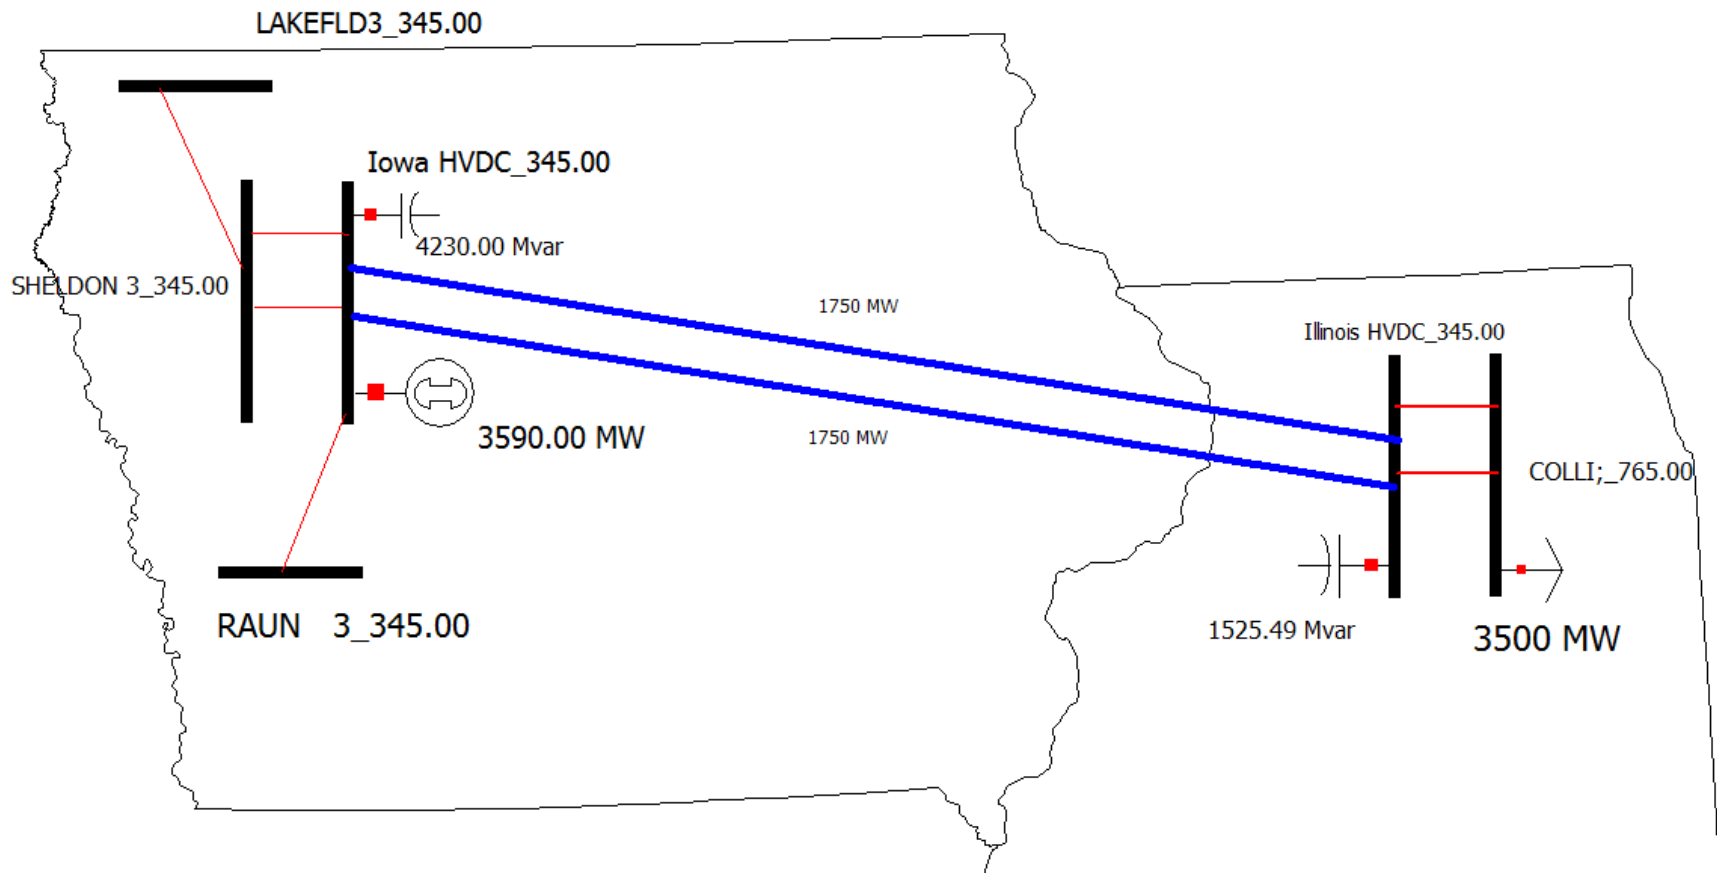 LAKEFLD3_345.00
Iowa HVDC_345.00
4230.00 Mvar
SHELDON 3_345.00
1750 MW
Illinois HVDC_345.00
3590.00 MW
1750 MW
COLLI;_765.00
RAUN 3_345.00
1525.49 Mvar
3500 MW